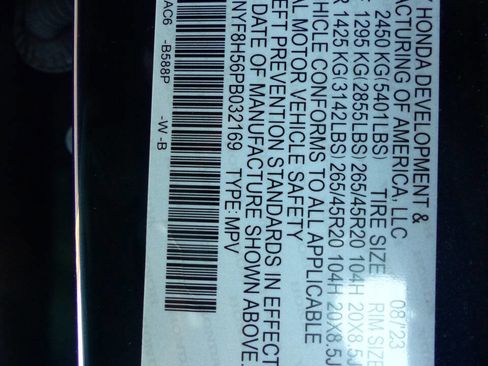 Y HONDA DEVELOPMENT &
ACTURING OF AMERICA, LLC 08/'23
2450 KG(5401LBS) TIRE SIZE RIM SIZE
1295 KG(2855LBS) 265/45R20 104H 20X8.5J
R 1425 KG(3142LBS) 265/45R20 104H 20X8.5J
HICLE CONFORMS TO ALL APPLICABLE
AL MOTOR VEHICLE SAFETY
EFT PREVENTION STANDARDS IN EFFECT
DATE OF MANUFACTURE SHOWN ABOVE.
NYF8H56PB032169 TYPE: MPV
AC6 -B588P -W -B